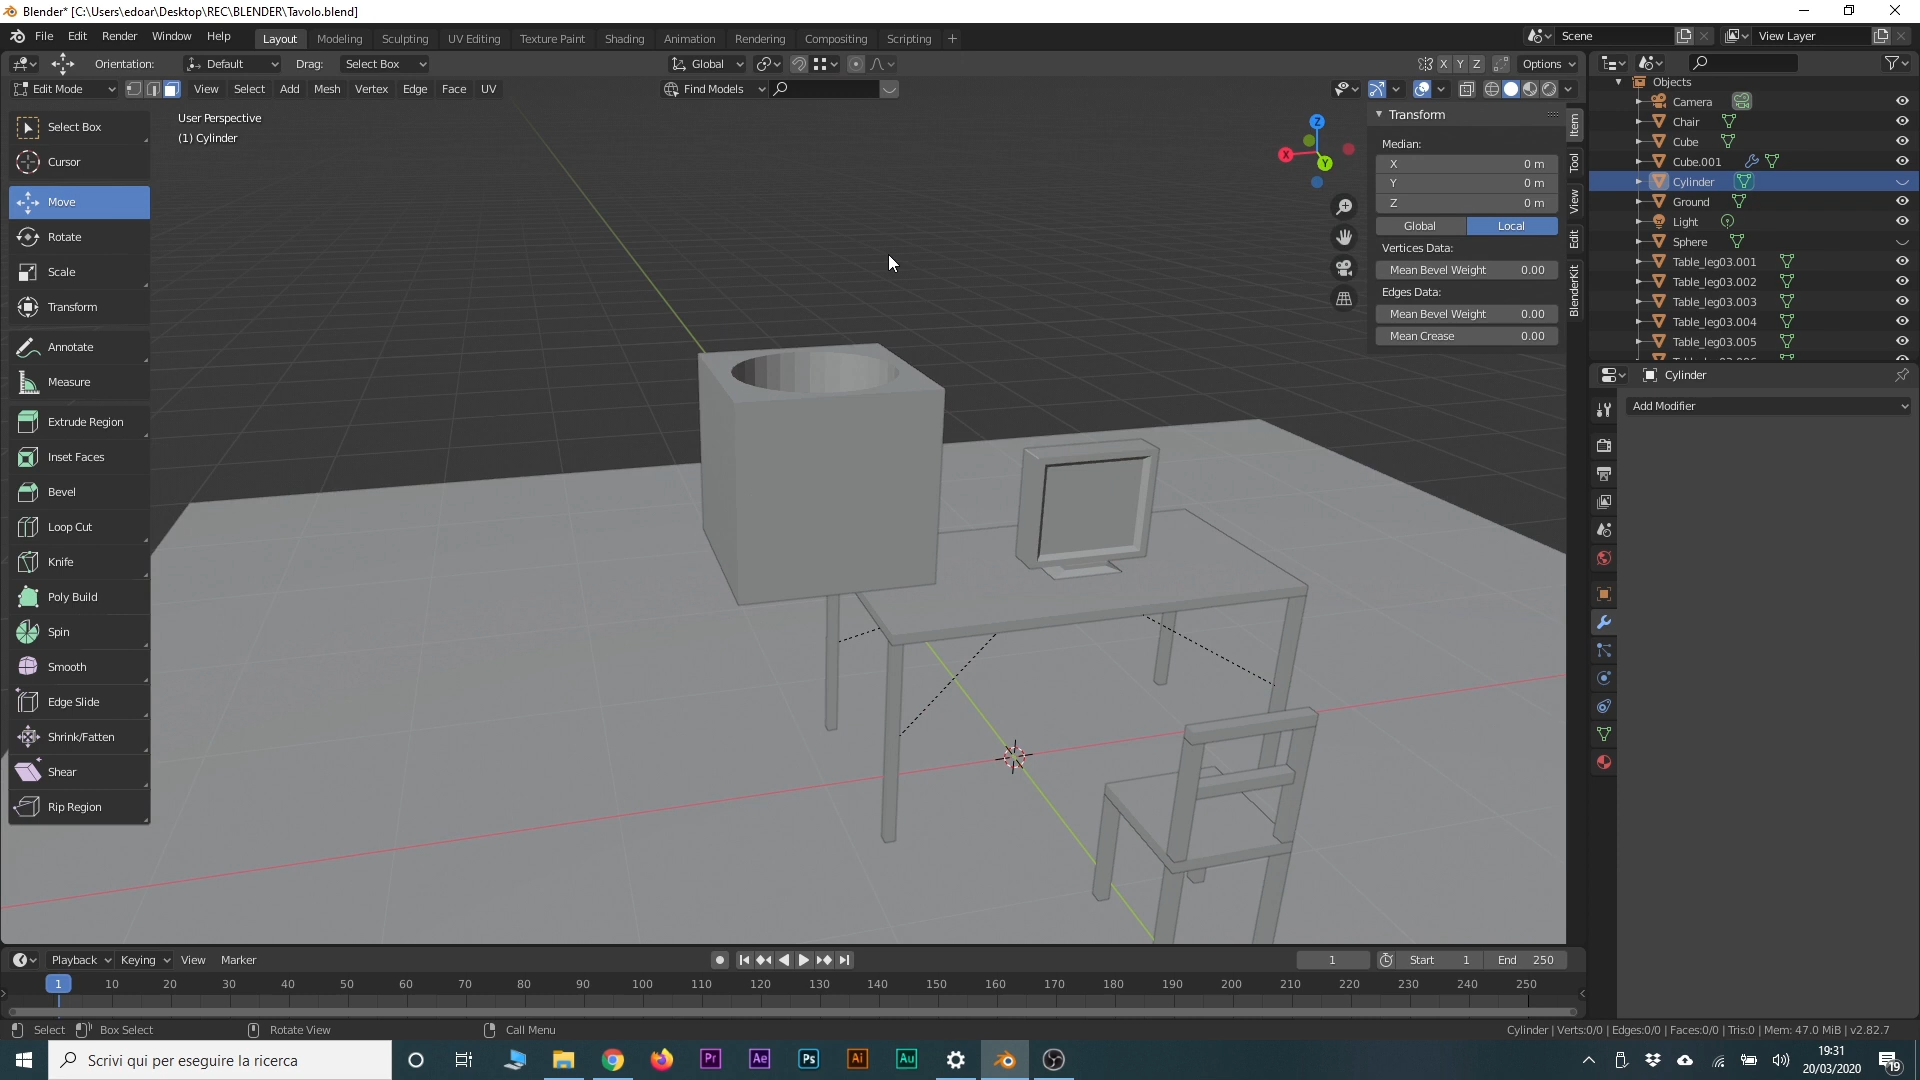 Blender* [C:\Users\edoar\Desktop\REC\BLENDER\Tavolo.blend]
File Edit Render Window Help Layout Modeling Sculpting UV Editing Texture Paint Shading Animation Rendering Compositing Scripting + Scene View Layer
Orientation: Default Drag: Select Box Global X Y Z Options
Edit Mode View Select Add Mesh Vertex Edge Face UV Find Models
User Perspective
(1) Cylinder
Select Box
Cursor
Move
Rotate
Scale
Transform
Annotate
Measure
Extrude Region
Inset Faces
Bevel
Loop Cut
Knife
Poly Build
Spin
Smooth
Edge Slide
Shrink/Fatten
Shear
Rip Region
Z
X
Y
Transform
Median:
X 0 m
Y 0 m
Z 0 m
Global Local
Vertices Data:
Mean Bevel Weight 0.00
Edges Data:
Mean Bevel Weight 0.00
Mean Crease 0.00
Item
Tool
View
Edit
BlenderKit
Objects
Camera
Chair
Cube
Cube.001
Cylinder
Ground
Light
Sphere
Table_leg03.001
Table_leg03.002
Table_leg03.003
Table_leg03.004
Table_leg03.005
Cylinder
Add Modifier
Playback Keying View Marker 1 Start 1 End 250
1 10 20 30 40 50 60 70 80 90 100 110 120 130 140 150 160 170 180 190 200 210 220 230 240 250
Select Box Select Rotate View Call Menu Cylinder | Verts:0/0 | Edges:0/0 | Faces:0/0 | Tris:0 | Mem: 47.0 MiB | v2.82.7
Scrivi qui per eseguire la ricerca
Pr Ae Ps Ai Au
19:31
20/03/2020
19